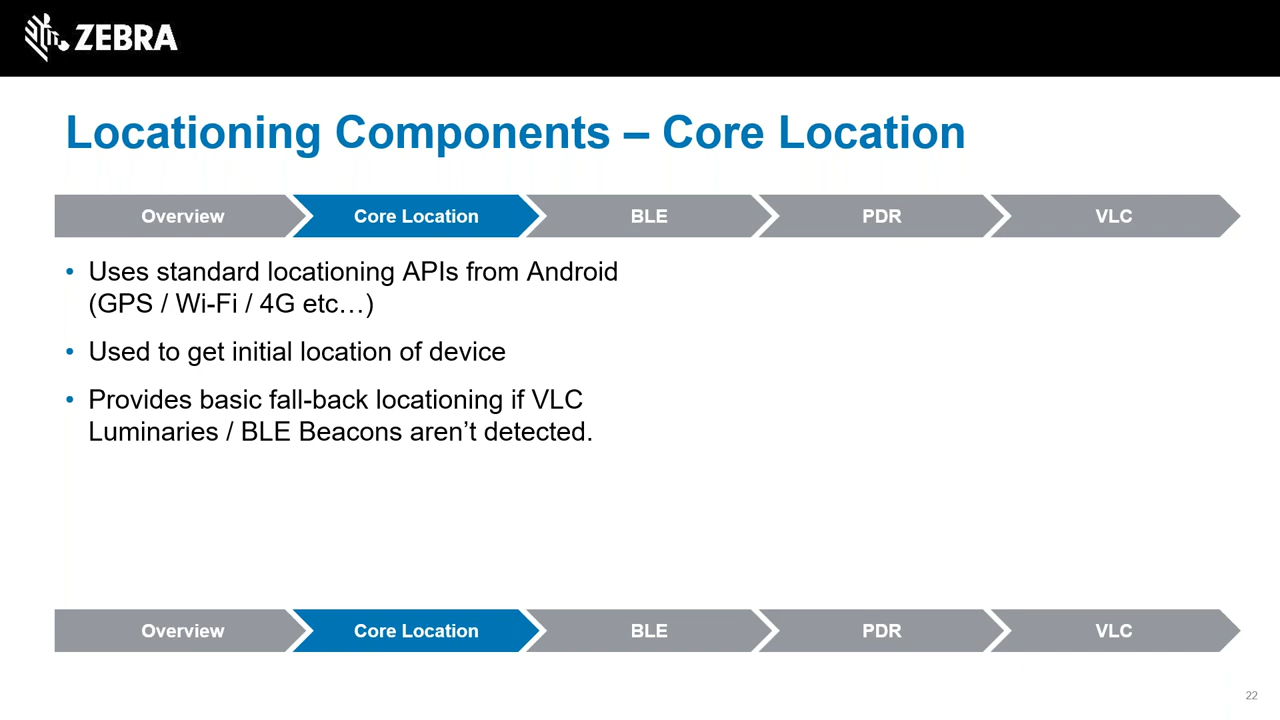 ZEBRA
Locationing Components – Core Location
Overview
Core Location
BLE
PDR
VLC
• Uses standard locationing APIs from Android
(GPS / Wi-Fi / 4G etc…)
• Used to get initial location of device
• Provides basic fall-back locationing if VLC
Luminaries / BLE Beacons aren’t detected.
Overview
Core Location
BLE
PDR
VLC
22